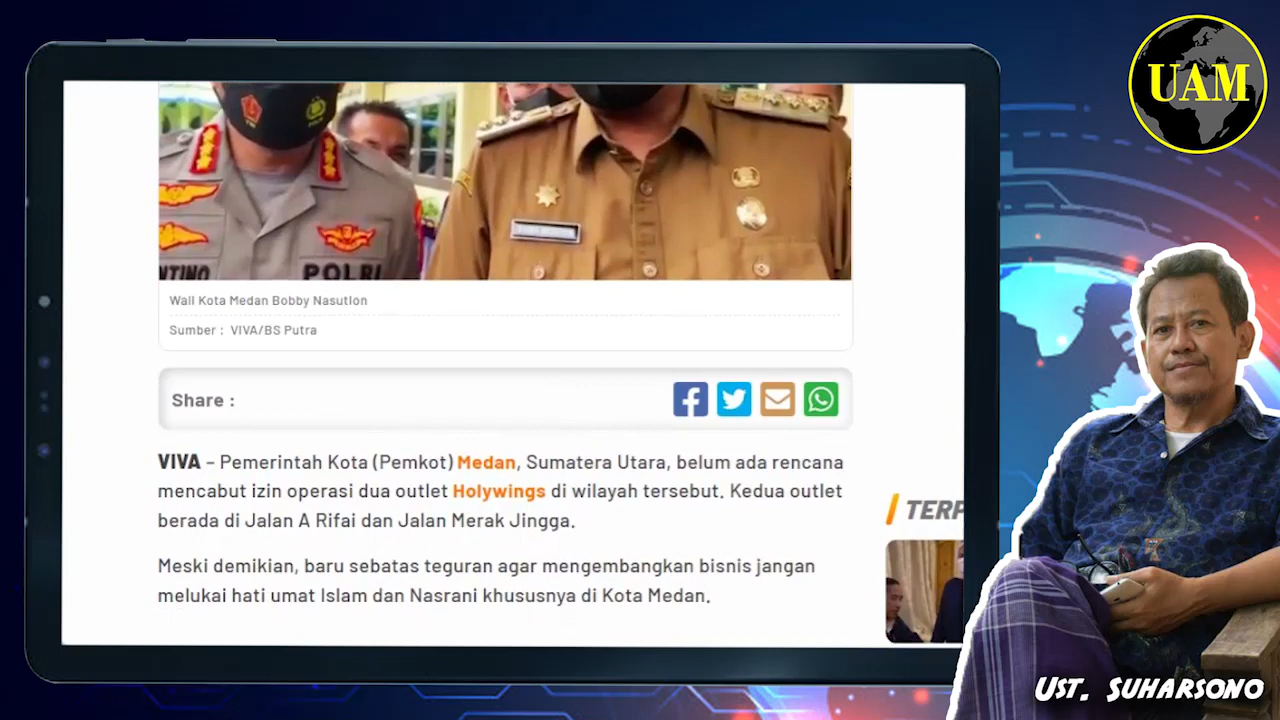 UAM
POLRI
Wali Kota Medan Bobby Nasution
Sumber : VIVA/BS Putra
Share :
VIVA – Pemerintah Kota (Pemkot) Medan, Sumatera Utara, belum ada rencana
mencabut izin operasi dua outlet Holywings di wilayah tersebut. Kedua outlet
berada di Jalan A Rifai dan Jalan Merak Jingga.
TERP
Meski demikian, baru sebatas teguran agar mengembangkan bisnis jangan
melukai hati umat Islam dan Nasrani khususnya di Kota Medan.
Ust. Suharsono